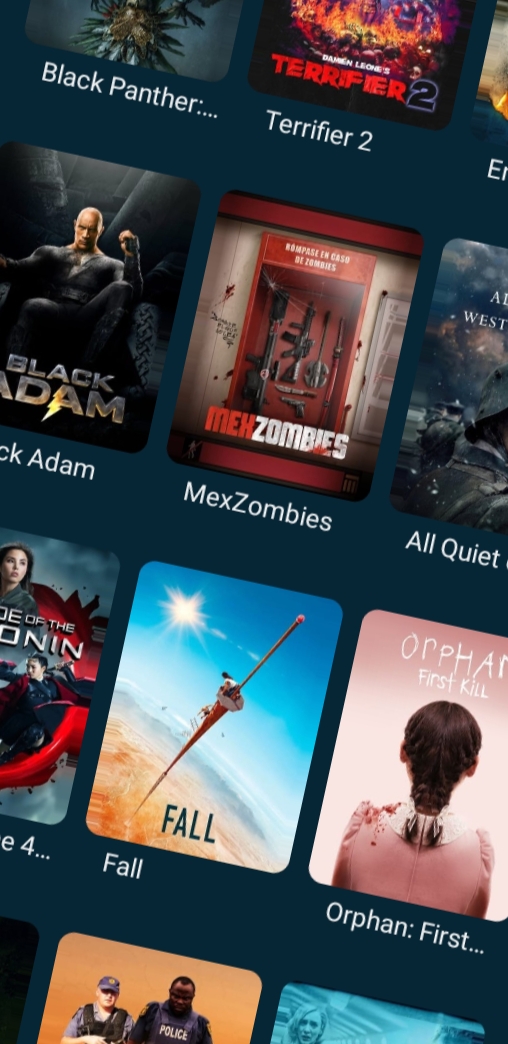 DAMIEN LEONE'S
TERRIFIER 2
Black Panther:...
Terrifier 2
En
RÓMPASE EN CASO
DE ZOMBIES
BLACK
ADAM
MEXZOMBIES
ck Adam
MexZombies
AL
WEST
All Quiet
DE OF THE
ONIN
FALL
ORPHAN
FIRST KILL
e 4...
Fall
Orphan: First...
POLICE